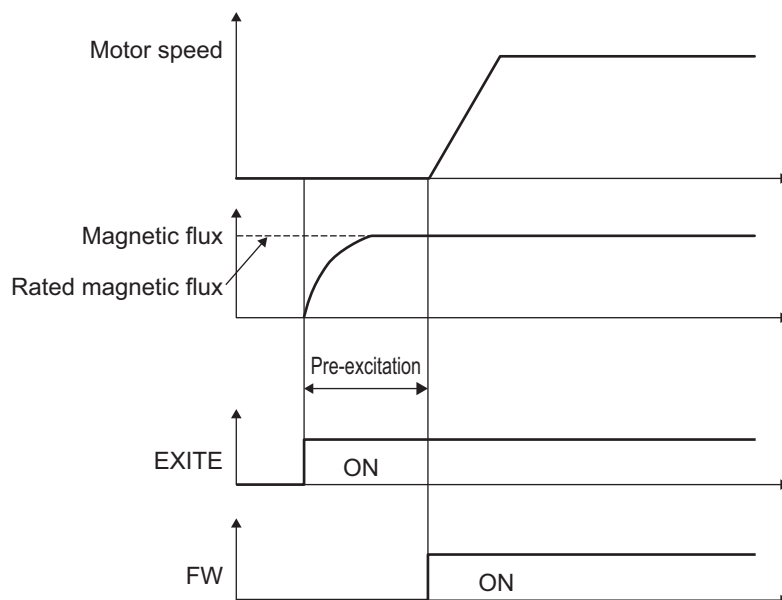 Motor speed
Magnetic flux
Rated magnetic flux
Pre-excitation
EXITE
ON
FW
ON